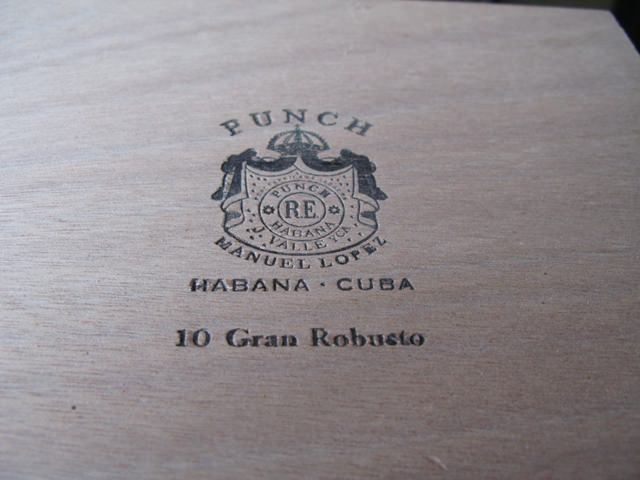 PUNCH
PUNCH
R.E.
HABANA
J. VALLE Y CA
MANUEL LOPEZ
HABANA · CUBA
10 Gran Robusto